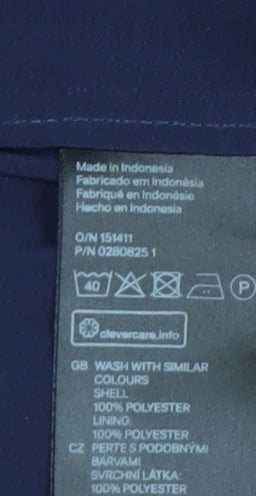 Made in Indonesia
Fabricado em Indonésia
Fabriqué en Indonésie
Hecho en Indonesia
O/N 151411
P/N 0280825 1
40 P
clevercare.info
GB WASH WITH SIMILAR
COLOURS
SHELL
100% POLYESTER
LINING:
100% POLYESTER
CZ PERTE S PODOBNÝMI
BARVAMI
SVRCHNÍ LÁTKA:
100% POLYESTER